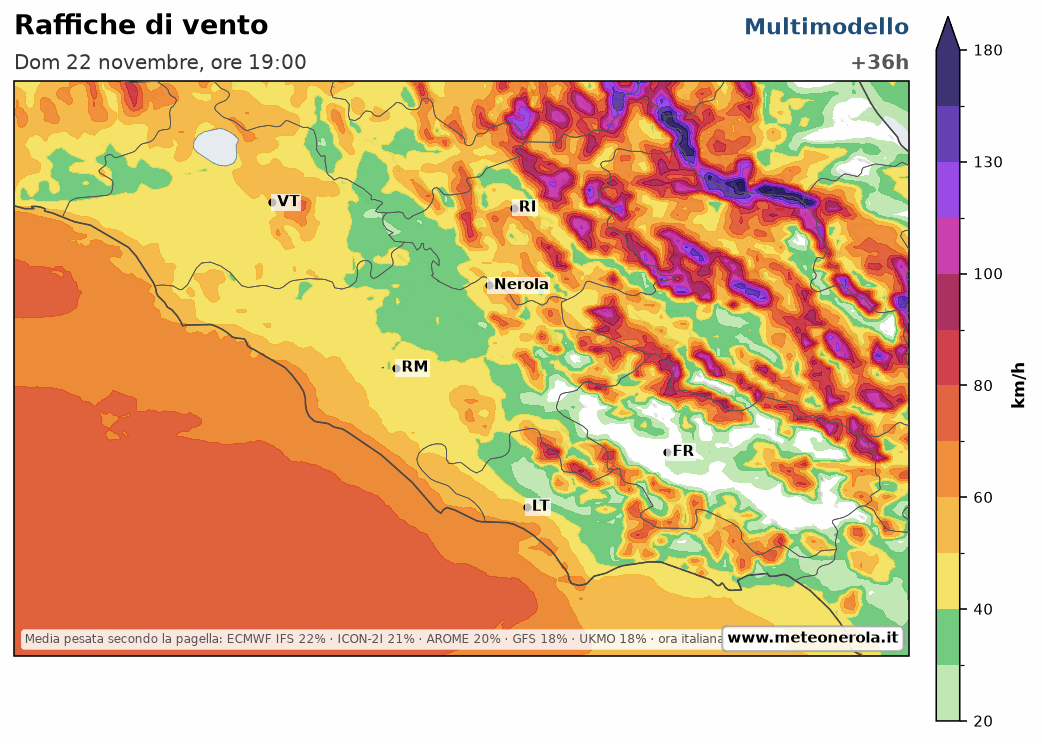 Raffiche di vento
Multimodello
Dom 22 novembre, ore 19:00
+36h
180
130
100
80
60
40
20
km/h
VT
RI
Nerola
RM
FR
LT
Media pesata secondo la pagella: ECMWF IFS 22% · ICON-2I 21% · AROME 20% · GFS 18% · UKMO 18% · ora italiana
www.meteonerola.it